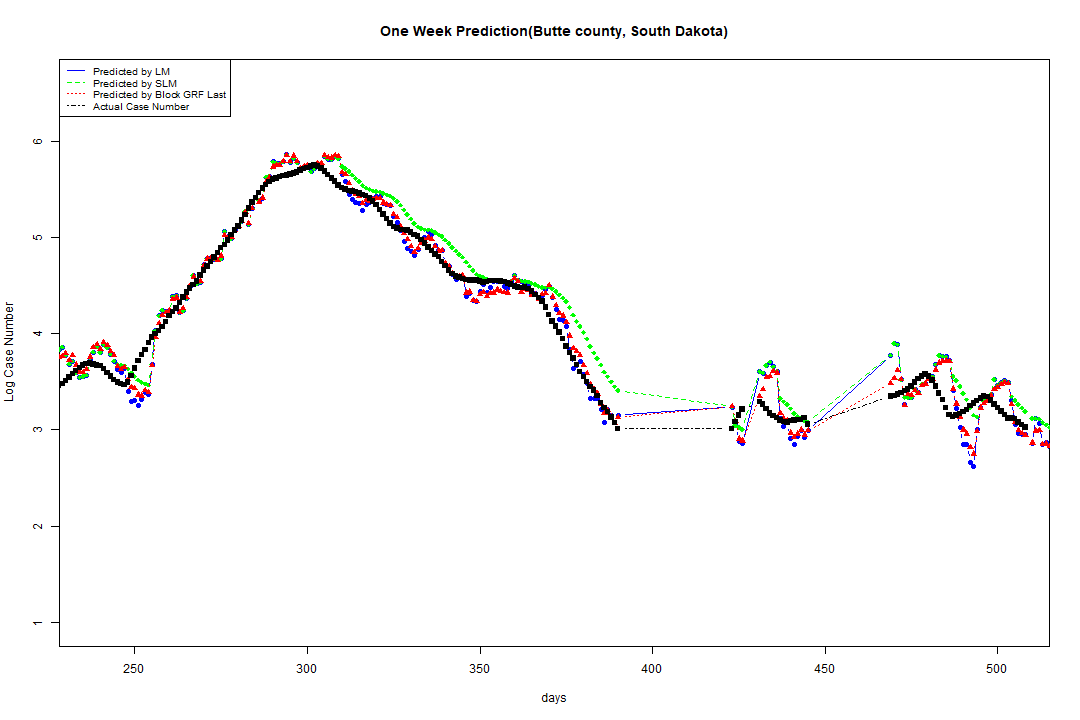 One Week Prediction(Butte county, South Dakota)
Predicted by LM
Predicted by SLM
Predicted by Block GRF Last
Actual Case Number
Log Case Number
6
5
4
3
2
1
250 300 350 400 450 500
days